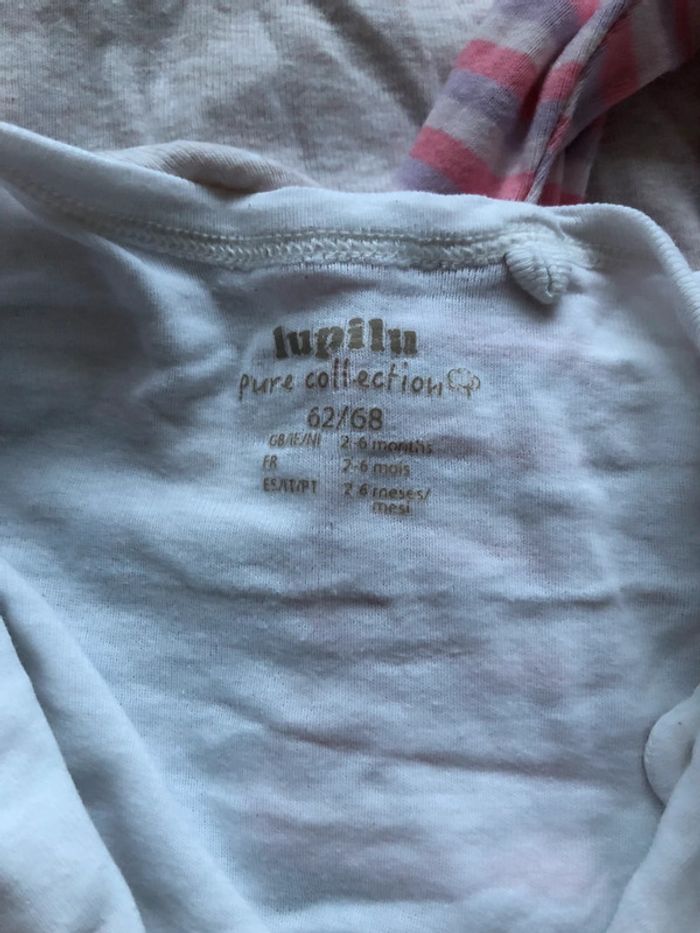 lupilu
pure collection
62/68
GB/IE/NI 2-6 months
FR 2-6 mois
ES/IT/PT 2-6 meses/
mesi